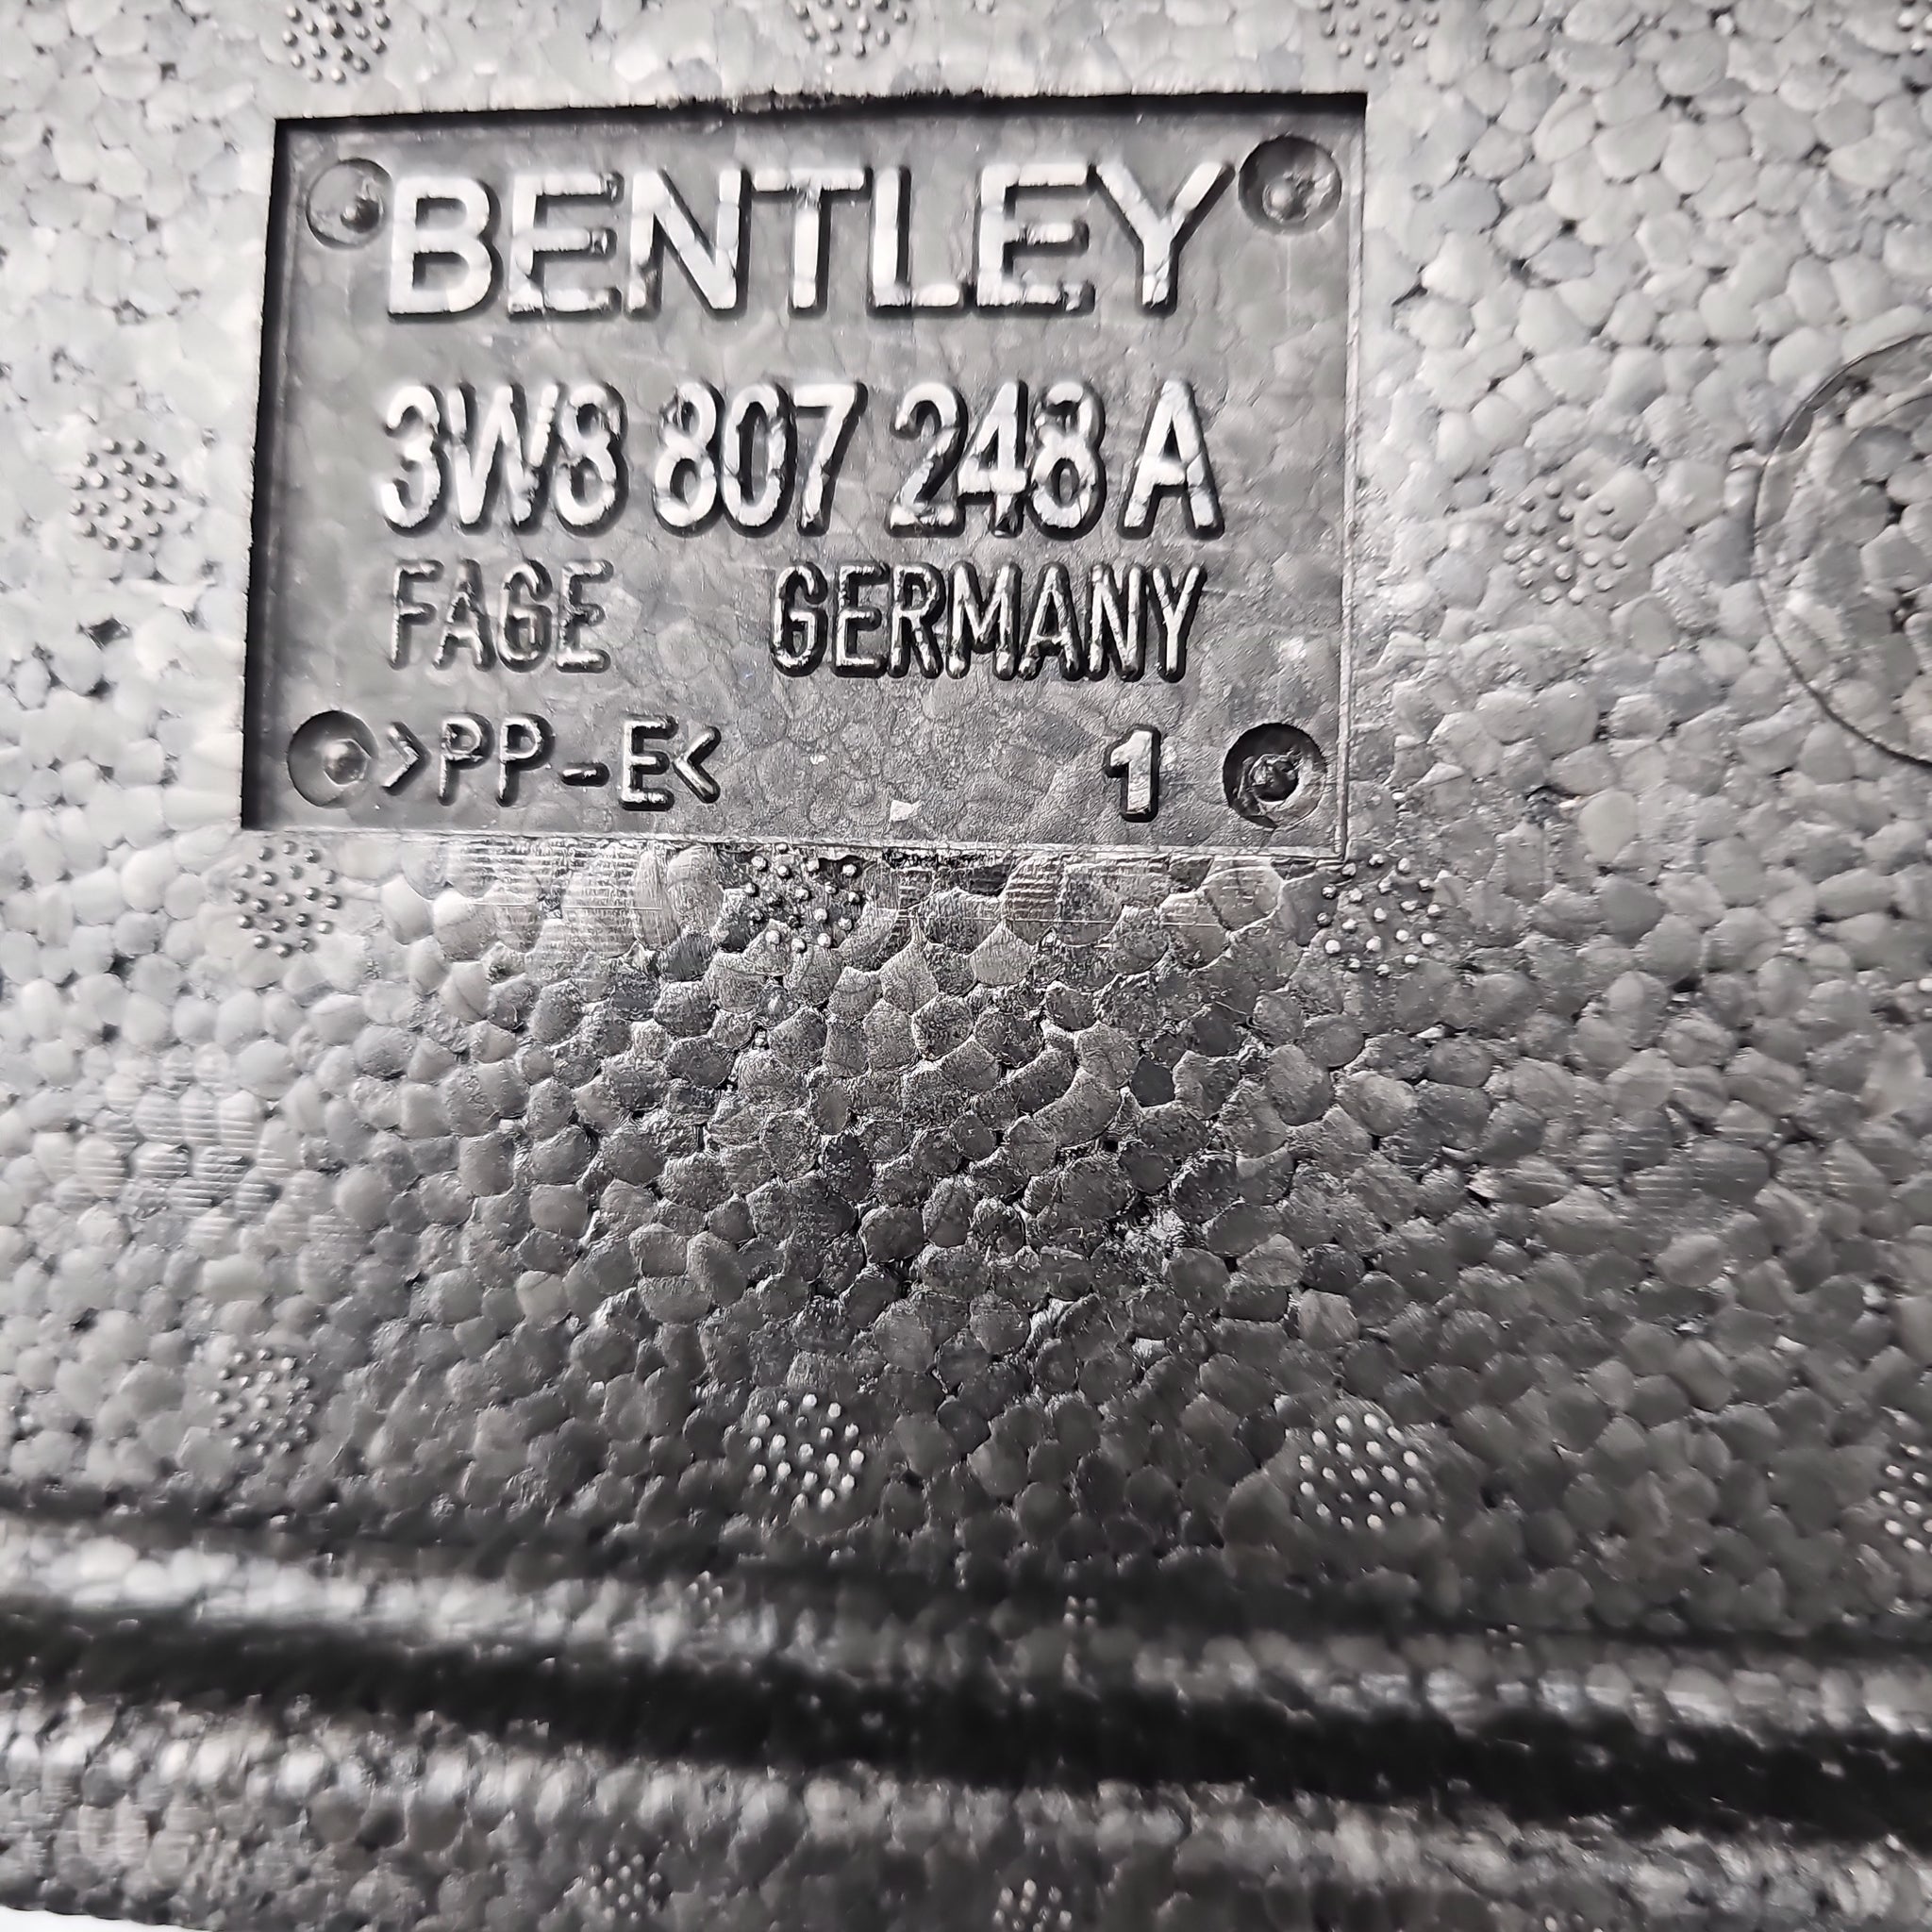 BENTLEY
3W8 807 248 A
FAGE GERMANY
>PP-E< 1